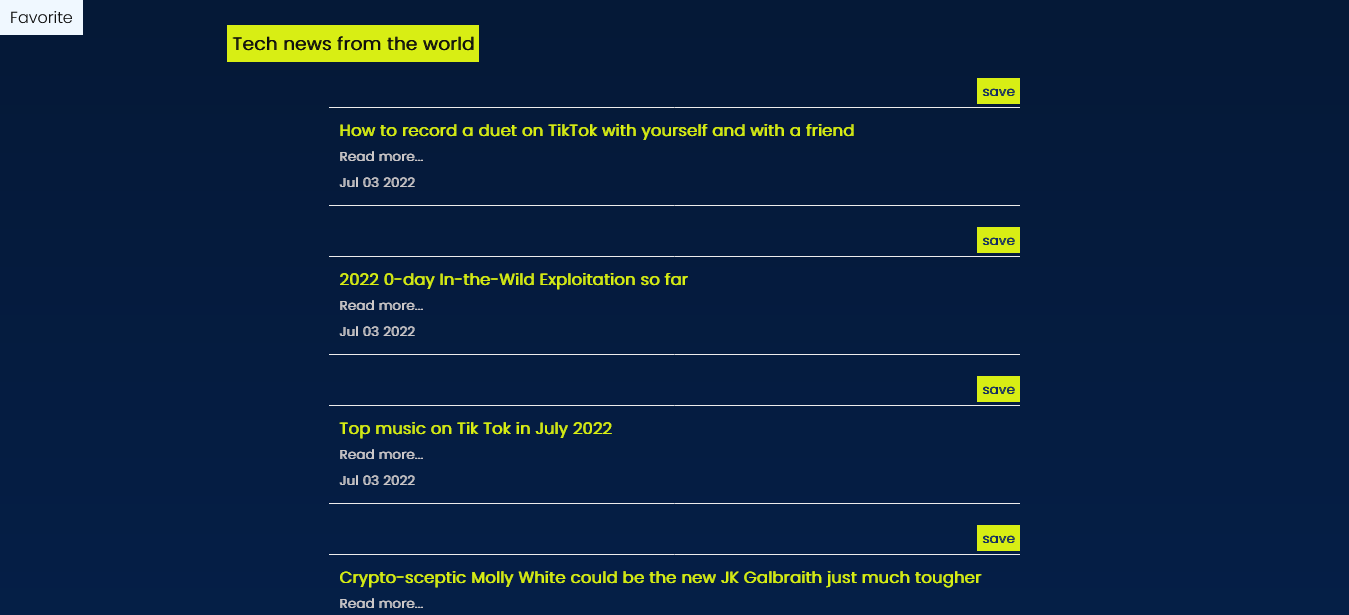 Favorite
Tech news from the world
save
How to record a duet on TikTok with yourself and with a friend
Read more...
Jul 03 2022
save
2022 0-day In-the-Wild Exploitation so far
Read more...
Jul 03 2022
save
Top music on Tik Tok in July 2022
Read more...
Jul 03 2022
save
Crypto-sceptic Molly White could be the new JK Galbraith just much tougher
Read more...